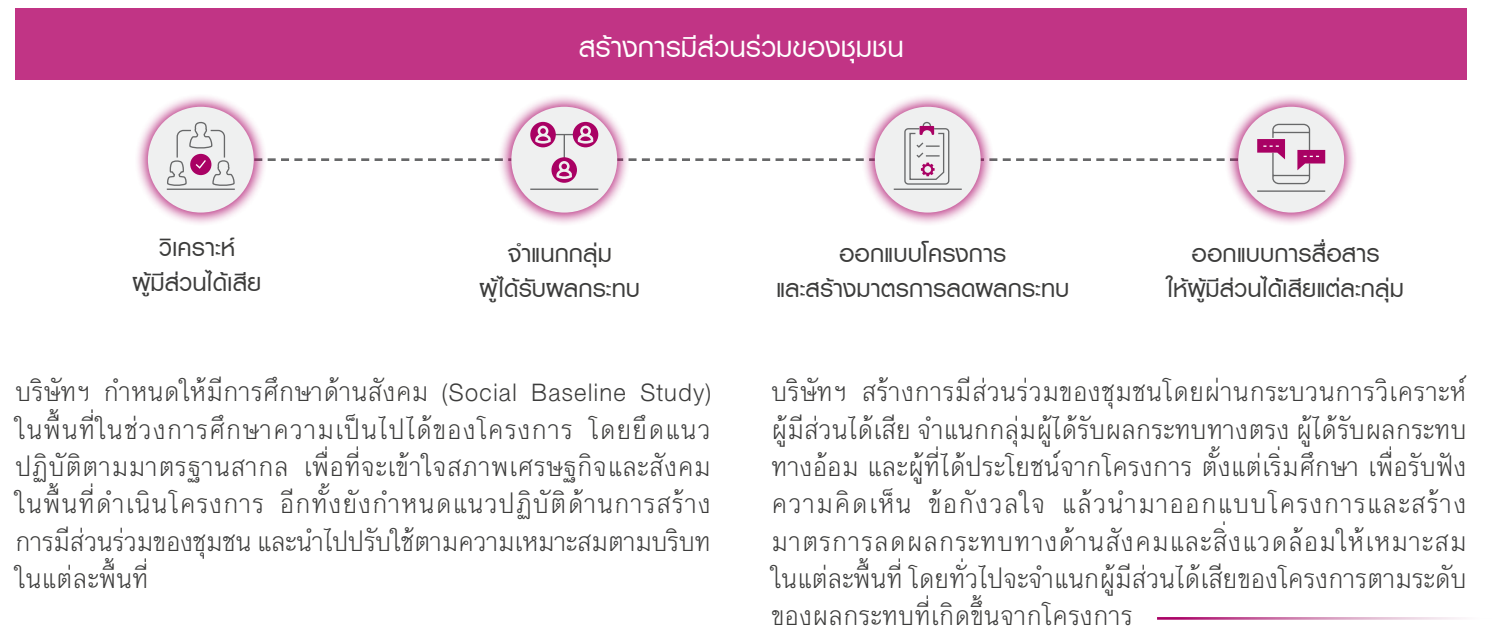 สร้างการมีส่วนร่วมของชุมชน
วิเคราะห์
ผู้มีส่วนได้เสีย
จำแนกกลุ่ม
ผู้ได้รับผลกระทบ
ออกแบบโครงการ
และสร้างมาตรการลดผลกระทบ
ออกแบบการสื่อสาร
ให้ผู้มีส่วนได้เสียแต่ละกลุ่ม
บริษัทฯ กำหนดให้มีการศึกษาด้านสังคม (Social Baseline Study)
ในพื้นที่ในช่วงการศึกษาความเป็นไปได้ของโครงการ โดยยึดแนว
ปฏิบัติตามมาตรฐานสากล เพื่อที่จะเข้าใจสภาพเศรษฐกิจและสังคม
ในพื้นที่ดำเนินโครงการ อีกทั้งยังกำหนดแนวปฏิบัติด้านการสร้าง
การมีส่วนร่วมของชุมชน และนำไปปรับใช้ตามความเหมาะสมตามบริบท
ในแต่ละพื้นที่
บริษัทฯ สร้างการมีส่วนร่วมของชุมชนโดยผ่านกระบวนการวิเคราะห์
ผู้มีส่วนได้เสีย จำแนกกลุ่มผู้ได้รับผลกระทบทางตรง ผู้ได้รับผลกระทบ
ทางอ้อม และผู้ที่ได้ประโยชน์จากโครงการ ตั้งแต่เริ่มศึกษา เพื่อรับฟัง
ความคิดเห็น ข้อกังวลใจ แล้วนำมาออกแบบโครงการและสร้าง
มาตรการลดผลกระทบทางด้านสังคมและสิ่งแวดล้อมให้เหมาะสม
ในแต่ละพื้นที่ โดยทั่วไปจะจำแนกผู้มีส่วนได้เสียของโครงการตามระดับ
ของผลกระทบที่เกิดขึ้นจากโครงการ